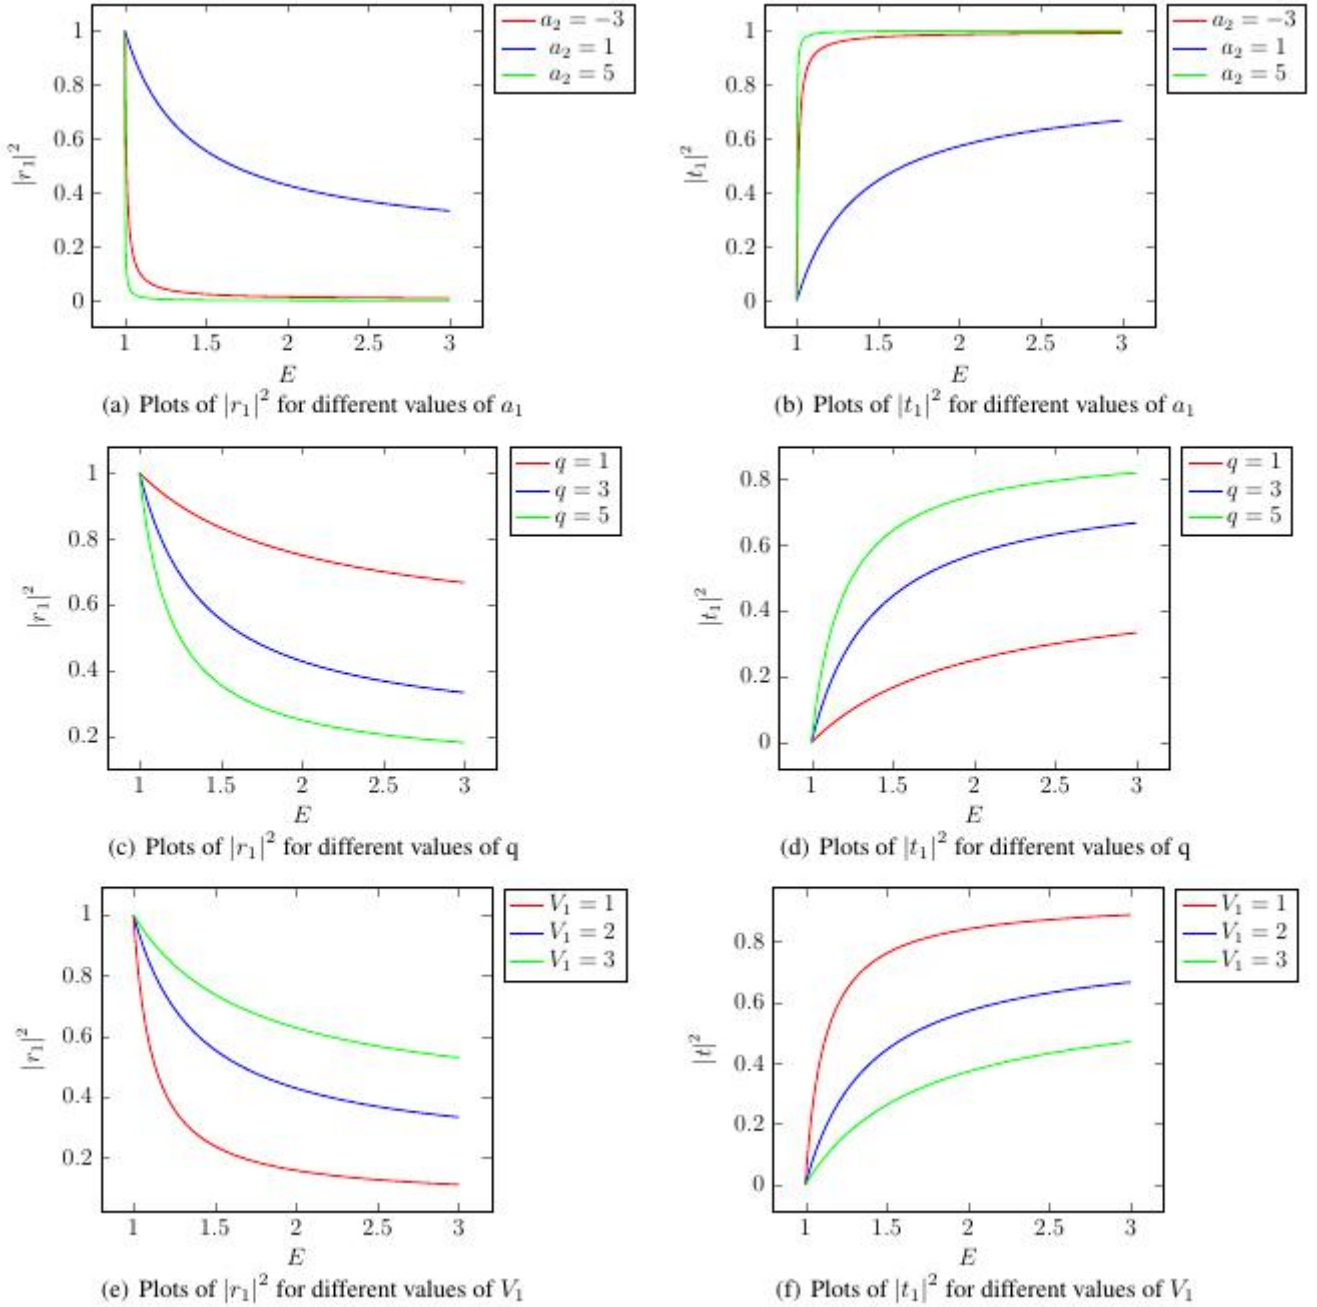 a₂ = −3
a₂ = 1
a₂ = 5
1
0.8
0.6
0.4
0.2
0
|r₁|²
1 1.5 2 2.5 3
E
(a) Plots of |r₁|² for different values of a₁
a₂ = −3
a₂ = 1
a₂ = 5
1
0.8
0.6
0.4
0.2
0
|t₁|²
1 1.5 2 2.5 3
E
(b) Plots of |t₁|² for different values of a₁
q = 1
q = 3
q = 5
1
0.8
0.6
0.4
0.2
|r₁|²
1 1.5 2 2.5 3
E
(c) Plots of |r₁|² for different values of q
q = 1
q = 3
q = 5
0.8
0.6
0.4
0.2
0
|t₁|²
1 1.5 2 2.5 3
E
(d) Plots of |t₁|² for different values of q
V₁ = 1
V₁ = 2
V₁ = 3
1
0.8
0.6
0.4
0.2
|r₁|²
1 1.5 2 2.5 3
E
(e) Plots of |r₁|² for different values of V₁
V₁ = 1
V₁ = 2
V₁ = 3
0.8
0.6
0.4
0.2
0
|t|²
1 1.5 2 2.5 3
E
(f) Plots of |t₁|² for different values of V₁